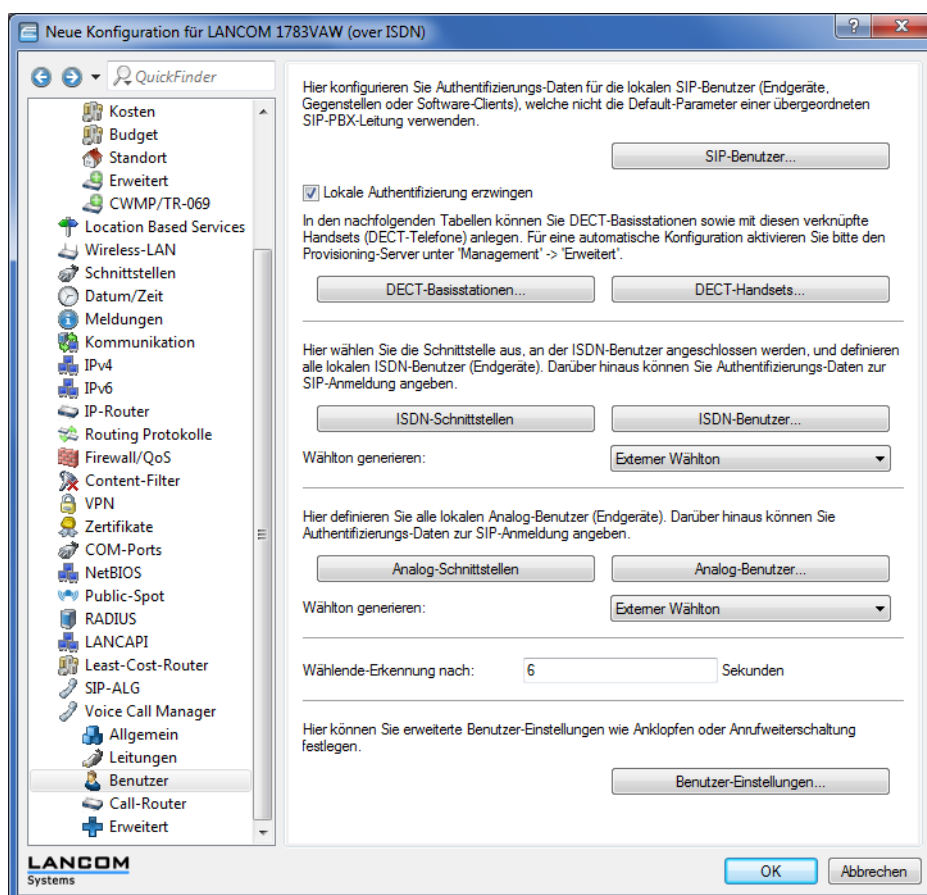 Neue Konfiguration für LANCOM 1783VAW (over ISDN)
QuickFinder
Kosten
Budget
Standort
Erweitert
CWMP/TR-069
Location Based Services
Wireless-LAN
Schnittstellen
Datum/Zeit
Meldungen
Kommunikation
IPv4
IPv6
IP-Router
Routing Protokolle
Firewall/QoS
Content-Filter
VPN
Zertifikate
COM-Ports
NetBIOS
Public-Spot
RADIUS
LANCAPI
Least-Cost-Router
SIP-ALG
Voice Call Manager
Allgemein
Leitungen
Benutzer
Call-Router
Erweitert
Hier konfigurieren Sie Authentifizierungs-Daten für die lokalen SIP-Benutzer (Endgeräte,
Gegenstellen oder Software-Clients), welche nicht die Default-Parameter einer übergeordneten
SIP-PBX-Leitung verwenden.
SIP-Benutzer...
Lokale Authentifizierung erzwingen
In den nachfolgenden Tabellen können Sie DECT-Basisstationen sowie mit diesen verknüpfte
Handsets (DECT-Telefone) anlegen. Für eine automatische Konfiguration aktivieren Sie bitte den
Provisioning-Server unter 'Management' -> 'Erweitert'.
DECT-Basisstationen...
DECT-Handsets...
Hier wählen Sie die Schnittstelle aus, an der ISDN-Benutzer angeschlossen werden, und definieren
alle lokalen ISDN-Benutzer (Endgeräte). Darüber hinaus können Sie Authentifizierungs-Daten zur
SIP-Anmeldung angeben.
ISDN-Schnittstellen
ISDN-Benutzer...
Wählton generieren:
Externer Wählton
Hier definieren Sie alle lokalen Analog-Benutzer (Endgeräte). Darüber hinaus können Sie
Authentifizierungs-Daten zur SIP-Anmeldung angeben.
Analog-Schnittstellen
Analog-Benutzer...
Wählton generieren:
Externer Wählton
Wählende-Erkennung nach:
6
Sekunden
Hier können Sie erweiterte Benutzer-Einstellungen wie Anklopfen oder Anrufweiterschaltung
festlegen.
Benutzer-Einstellungen...
LANCOM
Systems
OK
Abbrechen